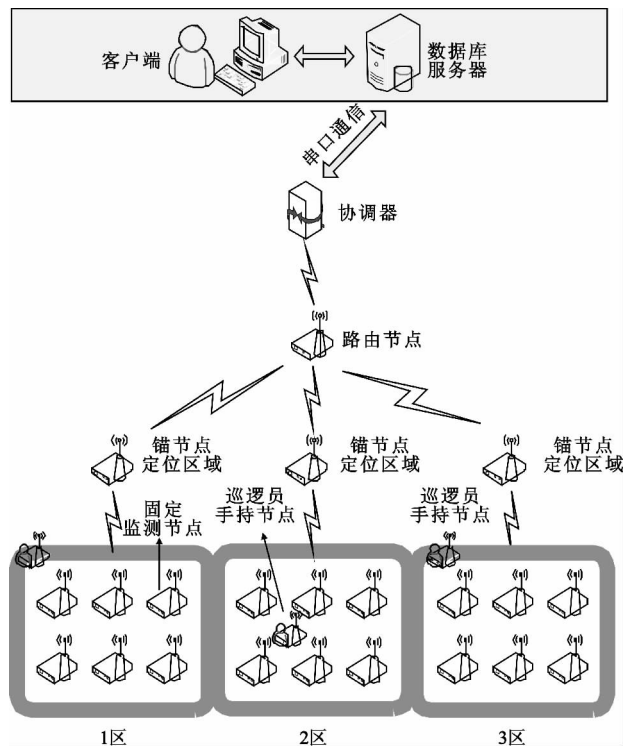 客户端
数据库
服务器
串口通信
协调器
路由节点
锚节点
定位区域
锚节点
定位区域
锚节点
定位区域
固定
监测节点
巡逻员
手持节点
巡逻员
手持节点
1区
2区
3区